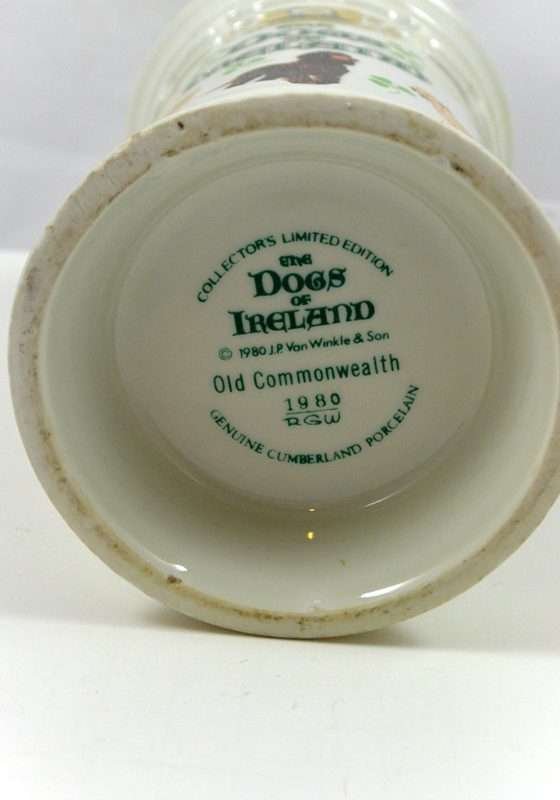 COLLECTOR'S LIMITED EDITION
THE
DOGS
OF
IRELAND
© 1980 J.P. Van Winkle & Son
Old Commonwealth
1980
RGW
GENUINE CUMBERLAND PORCELAIN